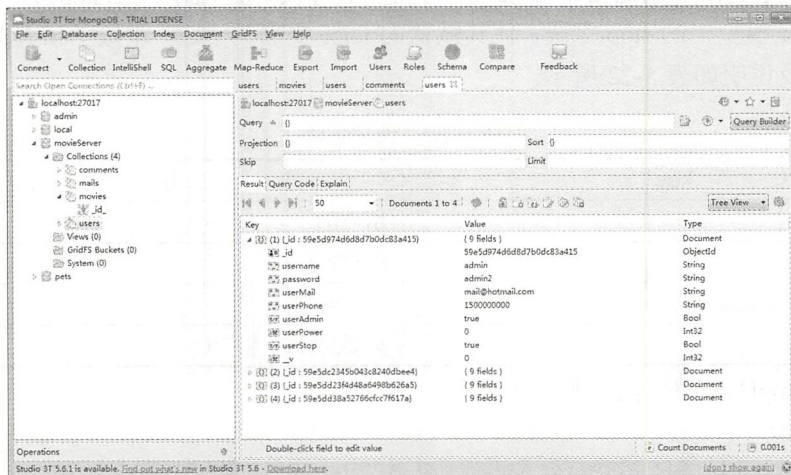 Studio 3T for MongoDB - TRIAL LICENSE
File Edit Database Collection Index Document GridFS View Help
Connect Collection IntelliShell SQL Aggregate Map-Reduce Export Import Users Roles Schema Compare Feedback
Search Open Connections (Ctrl+F) ...
users movies users comments users
localhost:27017
admin
local
movieServer
Collections (4)
comments
mails
movies
_id_
users
Views (0)
GridFS Buckets (0)
System (0)
pets
localhost:27017 movieServer users
Query {} Query Builder
Projection {} Sort {}
Skip Limit
Result Query Code Explain
50 Documents 1 to 4 Tree View
Key Value Type
(1) {_id : 59e5d974d6d8d7b0dc83a415} { 9 fields } Document
_id 59e5d974d6d8d7b0dc83a415 ObjectId
username admin String
password admin2 String
userMail mail@hotmail.com String
userPhone 1500000000 String
userAdmin true Bool
userPower 0 Int32
userStop true Bool
__v 0 Int32
(2) {_id : 59e5dc2345b043c8240dbee4} { 9 fields } Document
(3) {_id : 59e5dd23f4d48a6498b626a5} { 9 fields } Document
(4) {_id : 59e5dd38a52766cfcc7f617a} { 9 fields } Document
Operations
Double-click field to edit value Count Documents 0.001s
Studio 3T 5.6.1 is available. Find out what's new in Studio 3T 5.6 - Download here. [don't show again]